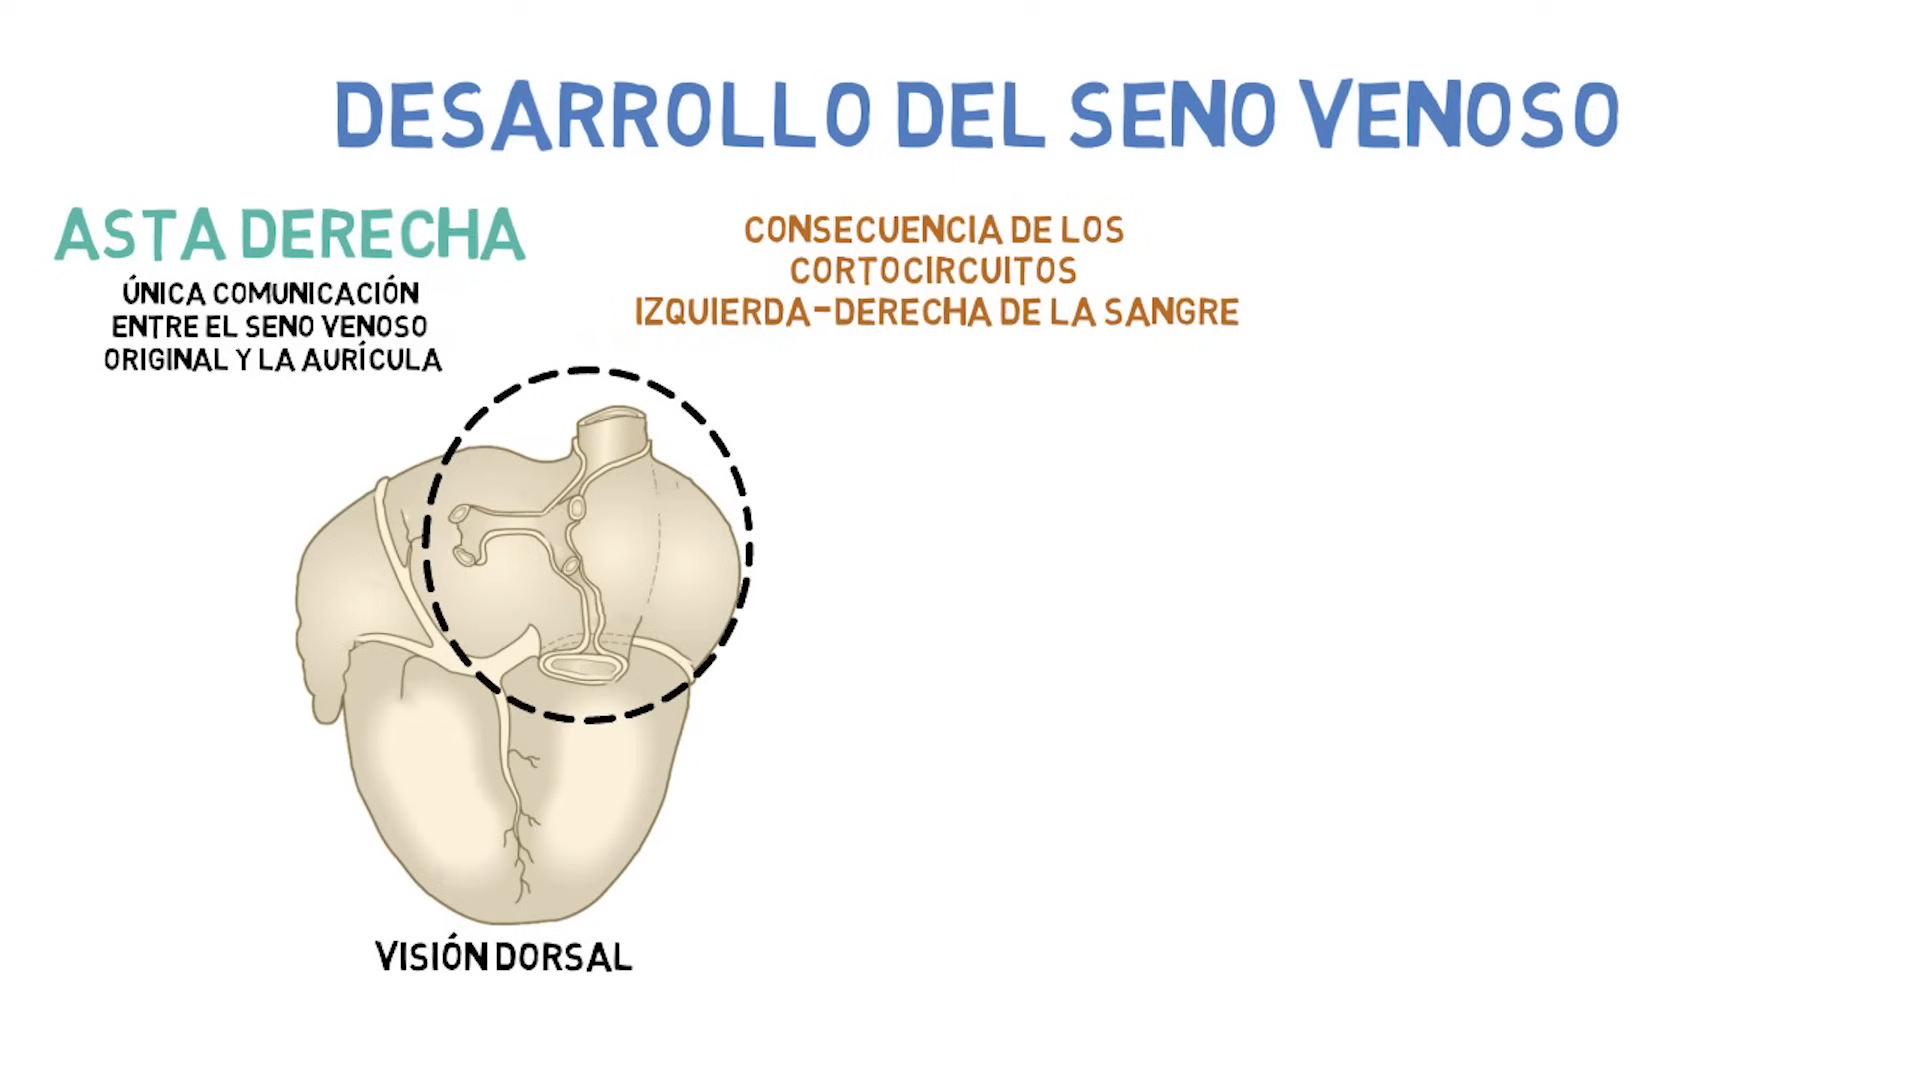 DESARROLLO DEL SENO VENOSO
ASTA DERECHA
ÚNICA COMUNICACIÓN
ENTRE EL SENO VENOSO
ORIGINAL Y LA AURÍCULA
CONSECUENCIA DE LOS
CORTOCIRCUITOS
IZQUIERDA-DERECHA DE LA SANGRE
VISIÓN DORSAL